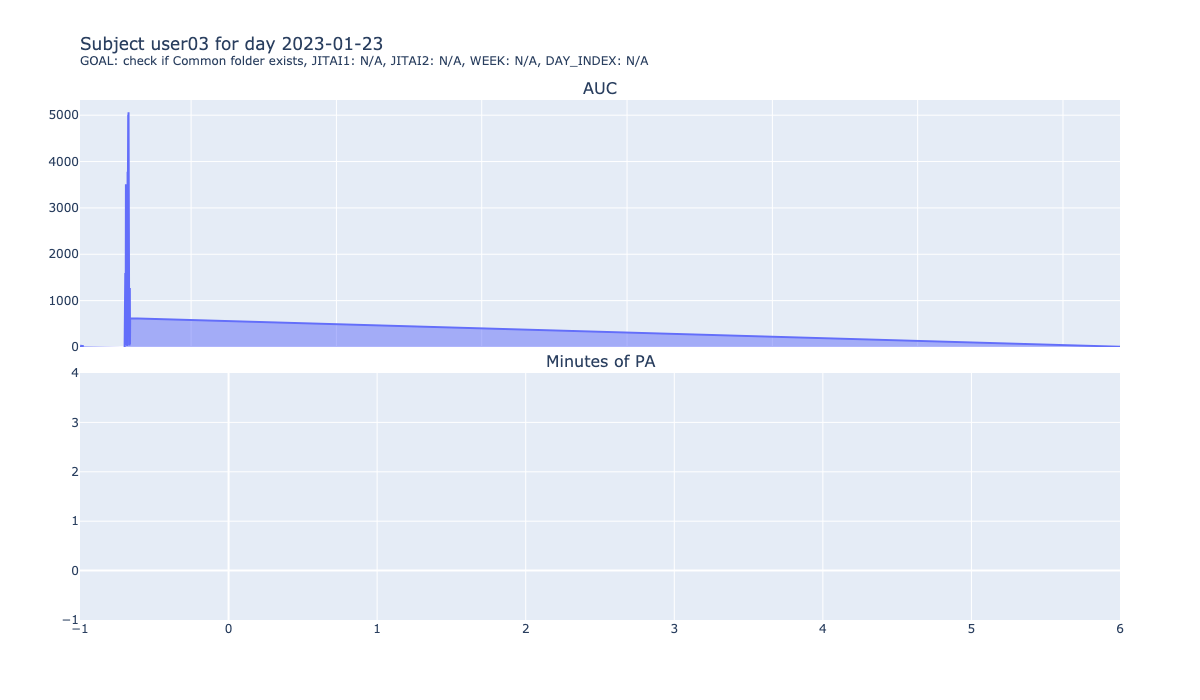 Subject user03 for day 2023-01-23
GOAL: check if Common folder exists, JITAI1: N/A, JITAI2: N/A, WEEK: N/A, DAY_INDEX: N/A
AUC
5000
4000
3000
2000
1000
0
Minutes of PA
4
3
2
1
0
−1
−1 0 1 2 3 4 5 6